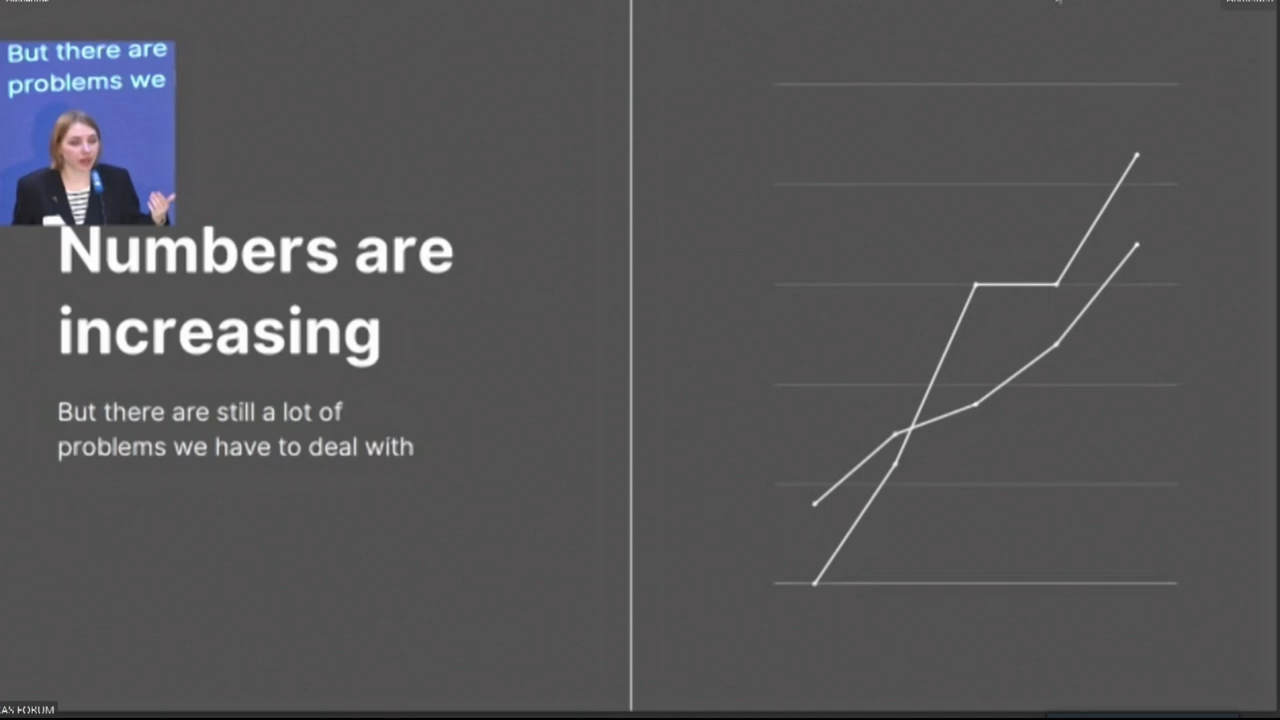 But there are
problems we
Numbers are
increasing
But there are still a lot of
problems we have to deal with
AS FORUM